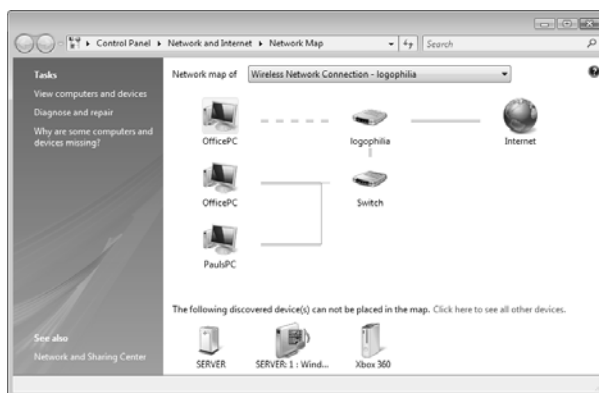 Control Panel ▸ Network and Internet ▸ Network Map
Search
Tasks
View computers and devices
Diagnose and repair
Why are some computers and
devices missing?
Network map of
Wireless Network Connection - logophilia
OfficePC
logophilia
Internet
OfficePC
Switch
PaulsPC
The following discovered device(s) can not be placed in the map. Click here to see all other devices.
SERVER
SERVER: 1 : Wind...
Xbox 360
See also
Network and Sharing Center